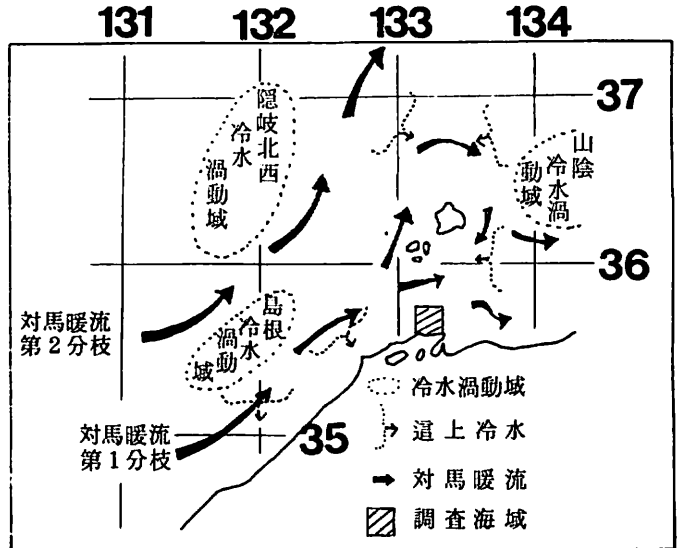 131 132 133 134
37
36
35
隠岐北西
冷水
渦動域
山陰
冷水渦
動域
島根
冷水
渦動
域
対馬暖流
第2分枝
対馬暖流
第1分枝
冷水渦動域
這上冷水
対馬暖流
調査海域